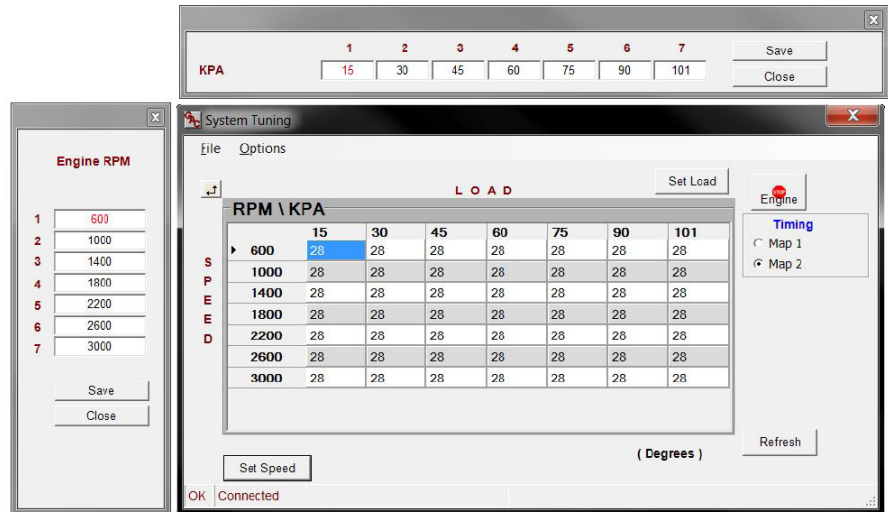 1 2 3 4 5 6 7 Save
KPA 15 30 45 60 75 90 101 Close
Engine RPM
1 600
2 1000
3 1400
4 1800
5 2200
6 2600
7 3000
Save
Close
GAC System Tuning
File Options
LOAD Set Load
STOP
Engine
RPM \ KPA
Timing
Map 1
Map 2
SPEED
15 30 45 60 75 90 101
600 28 28 28 28 28 28 28
1000 28 28 28 28 28 28 28
1400 28 28 28 28 28 28 28
1800 28 28 28 28 28 28 28
2200 28 28 28 28 28 28 28
2600 28 28 28 28 28 28 28
3000 28 28 28 28 28 28 28
( Degrees ) Refresh
Set Speed
OK Connected